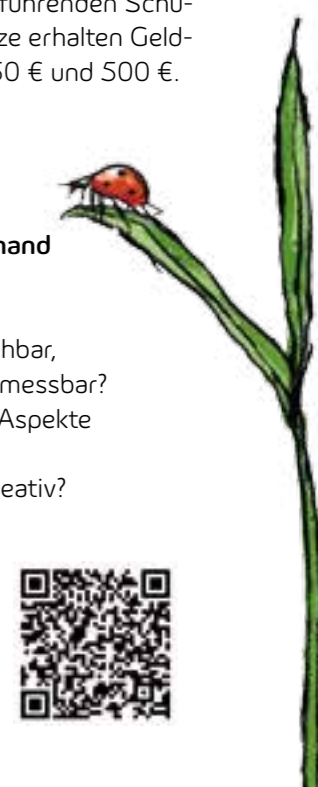 führenden Schu-
ze erhalten Geld-
50 € und 500 €.
hand
hbar,
messbar?
Aspekte
eativ?